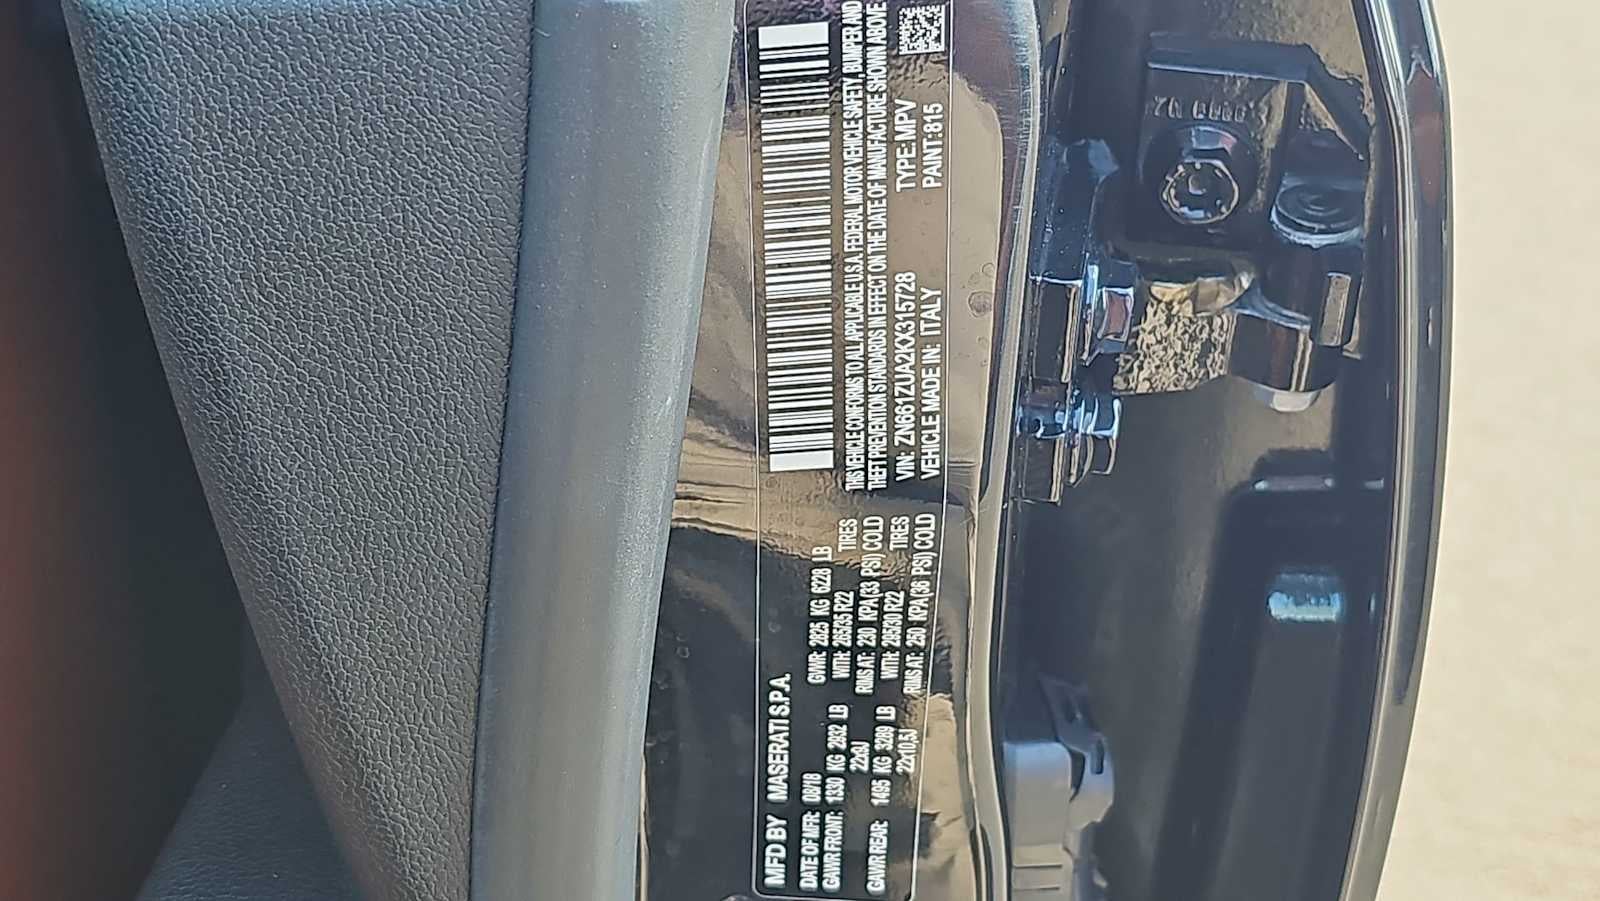 MFD BY MASERATI S.P.A.
DATE OF MFR: 08/18 GVWR: 2825 KG 6228 LB
GAWR FRONT: 1330 KG 2932 LB WITH: 265/35 R22 TIRES
22x9J RIMS AT: 230 KPA(33 PSI) COLD
GAWR REAR: 1495 KG 3289 LB WITH: 295/30 R22 TIRES
22x10,5J RIMS AT: 250 KPA(36 PSI) COLD
THIS VEHICLE CONFORMS TO ALL APPLICABLE U.S.A. FEDERAL MOTOR VEHICLE SAFETY, BUMPER, AND
THEFT PREVENTION STANDARDS IN EFFECT ON THE DATE OF MANUFACTURE SHOWN ABOVE
VIN: ZN661ZUA2KX315728 TYPE:MPV
VEHICLE MADE IN: ITALY PAINT:815